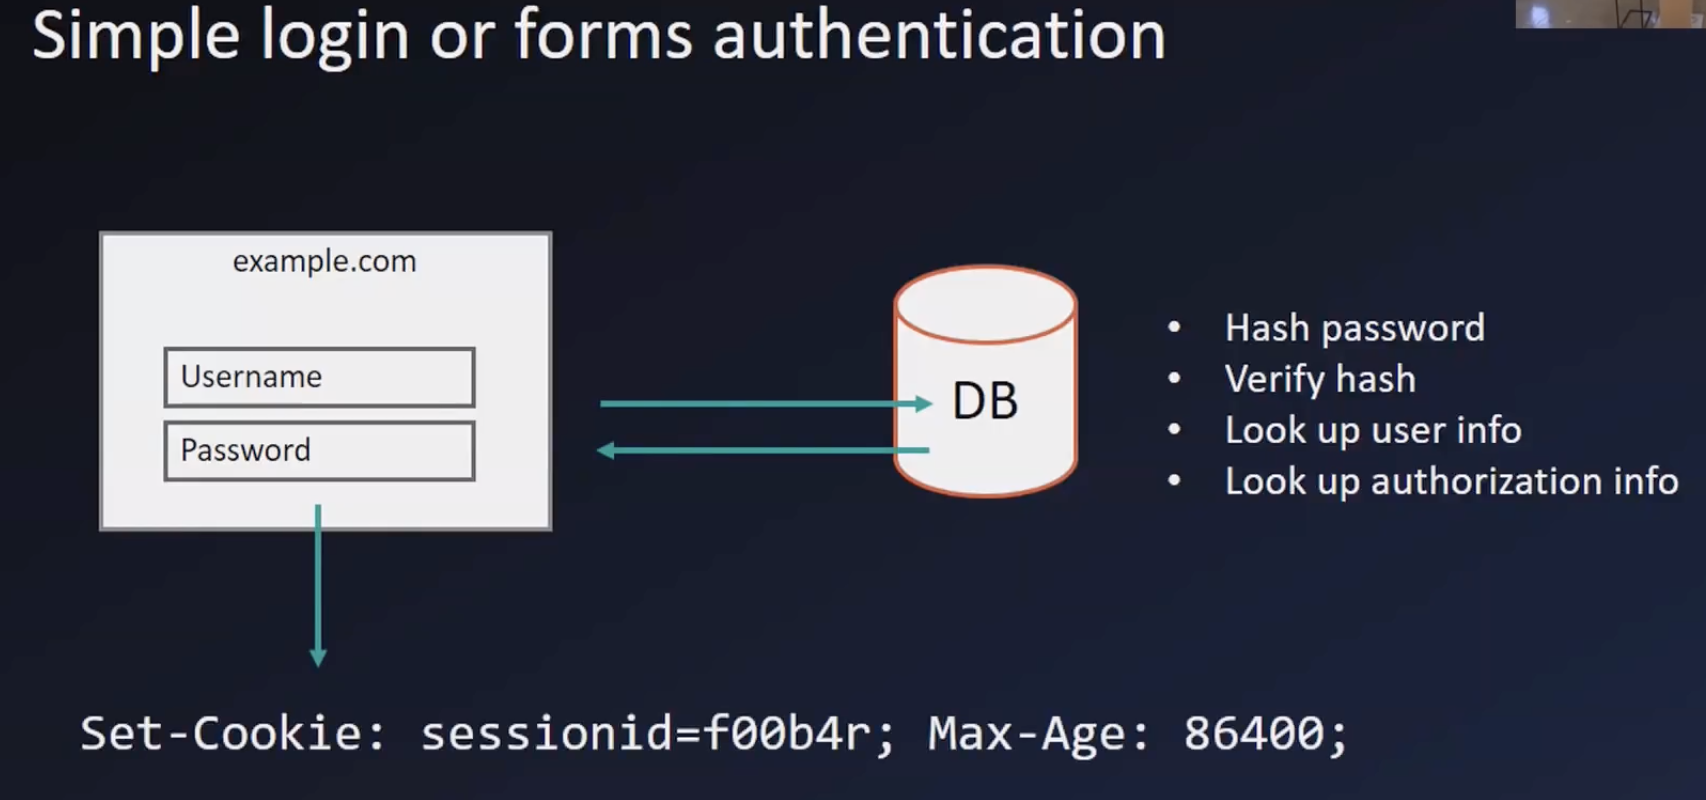 Simple login or forms authentication
example.com
Username
Password
DB
• Hash password
• Verify hash
• Look up user info
• Look up authorization info
Set-Cookie: sessionid=f00b4r; Max-Age: 86400;